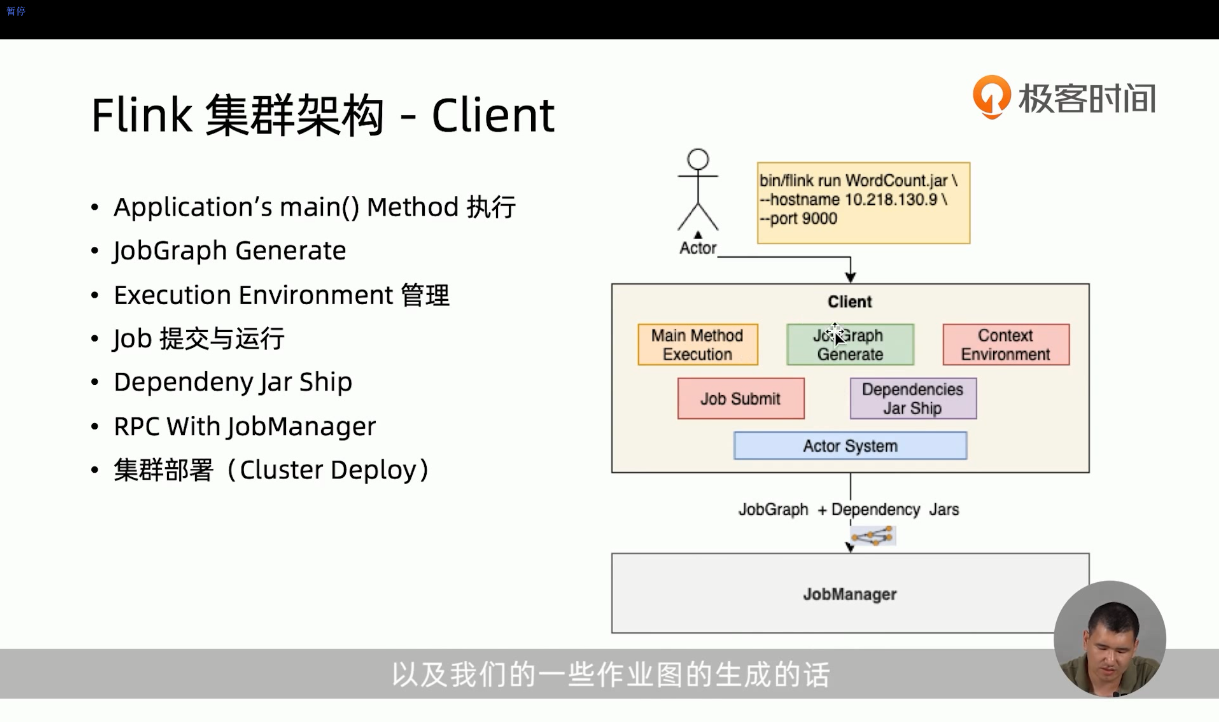 暂停
Flink 集群架构 - Client
极客时间
• Application’s main() Method 执行
• JobGraph Generate
• Execution Environment 管理
• Job 提交与运行
• Dependeny Jar Ship
• RPC With JobManager
• 集群部署（Cluster Deploy）
bin/flink run WordCount.jar \
--hostname 10.218.130.9 \
--port 9000
Actor
Client
Main Method
Execution
JobGraph
Generate
Context
Environment
Job Submit
Dependencies
Jar Ship
Actor System
JobGraph + Dependency Jars
JobManager
以及我们的一些作业图的生成的话